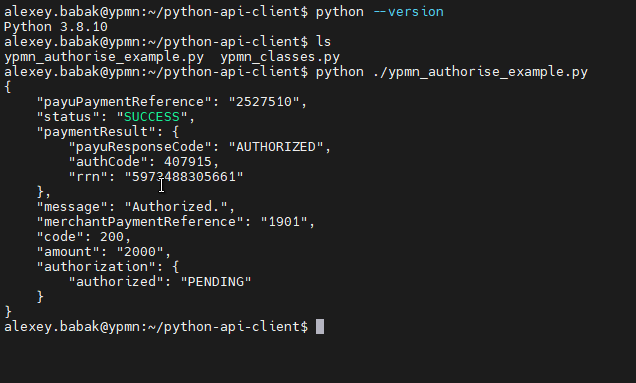 alexey.babak@ypmn:~/python-api-client$ python --version
Python 3.8.10
alexey.babak@ypmn:~/python-api-client$ ls
ypmn_authorise_example.py  ypmn_classes.py
alexey.babak@ypmn:~/python-api-client$ python ./ypmn_authorise_example.py
{
    "payuPaymentReference": "2527510",
    "status": "SUCCESS",
    "paymentResult": {
        "payuResponseCode": "AUTHORIZED",
        "authCode": 407915,
        "rrn": "5973488305661"
    },
    "message": "Authorized.",
    "merchantPaymentReference": "1901",
    "code": 200,
    "amount": "2000",
    "authorization": {
        "authorized": "PENDING"
    }
}
alexey.babak@ypmn:~/python-api-client$